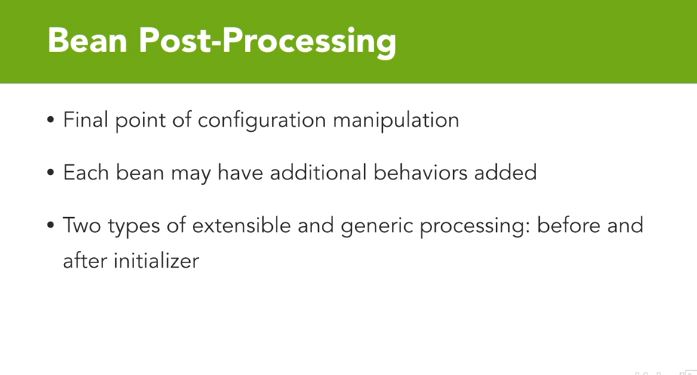 Bean Post-Processing
• Final point of configuration manipulation
• Each bean may have additional behaviors added
• Two types of extensible and generic processing: before and
after initializer